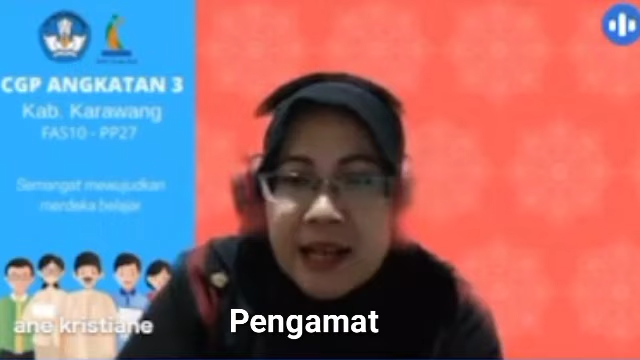 CGP ANGKATAN 3
Kab. Karawang
FAS10 - PP27
Semangat mewujudkan
merdeka belajar
ane kristiane
Pengamat